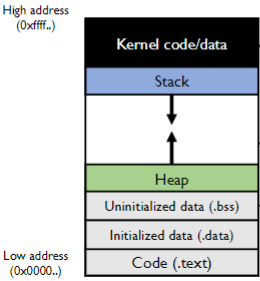 High address
(0xffff..)
Kernel code/data
Stack
Heap
Uninitialized data (.bss)
Initialized data (.data)
Low address
(0x0000..)
Code (.text)